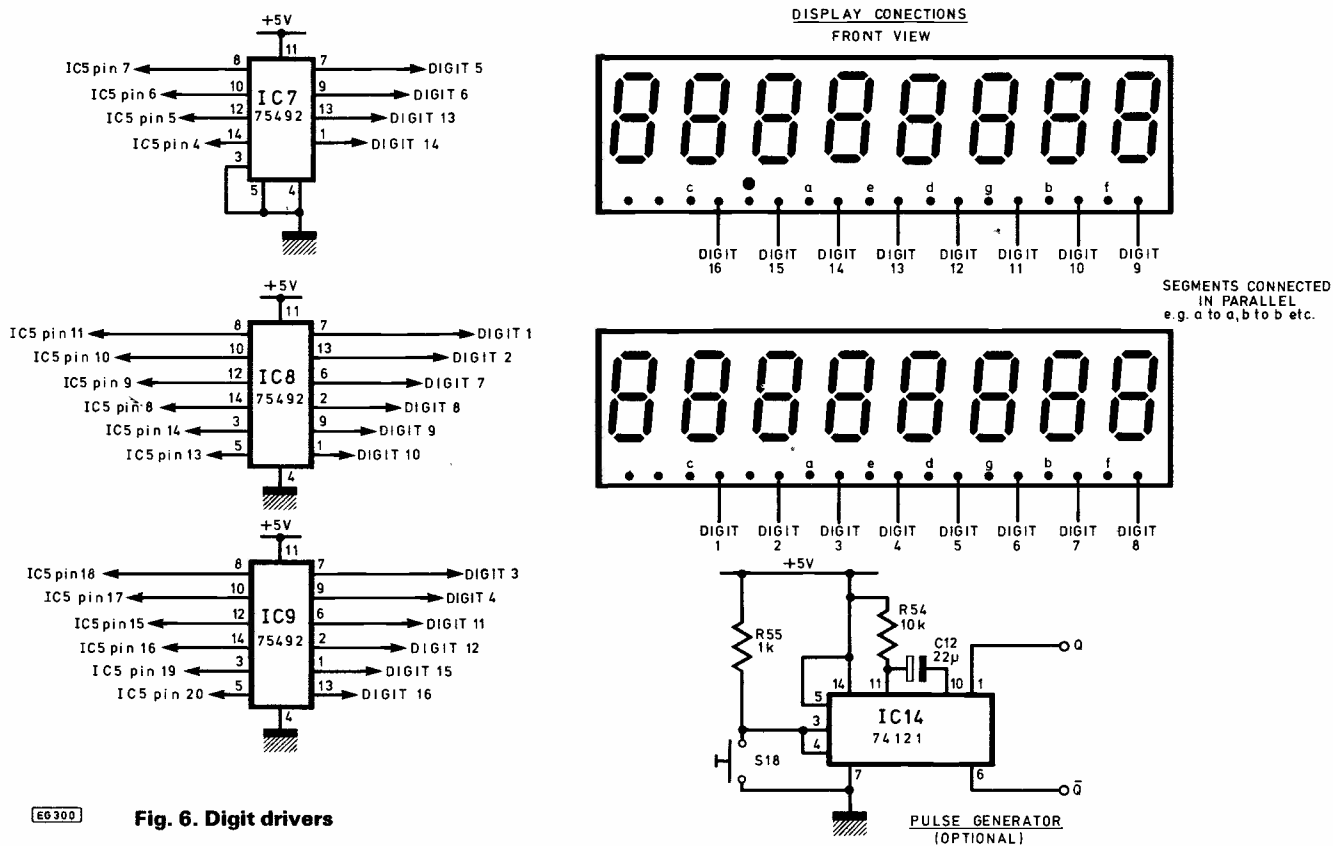 +5V
11
IC5 pin 7 8 7 DIGIT 5
IC5 pin 6 10 9 DIGIT 6
IC5 pin 5 12 13 DIGIT 13
IC5 pin 4 14 1 DIGIT 14
IC7
75492
3
5 4
+5V
11
IC5 pin 11 8 7 DIGIT 1
IC5 pin 10 10 13 DIGIT 2
IC5 pin 9 12 6 DIGIT 7
IC5 pin 8 14 2 DIGIT 8
IC5 pin 14 3 9 DIGIT 9
IC5 pin 13 5 1 DIGIT 10
IC8
75492
4
+5V
11
IC5 pin 18 8 7 DIGIT 3
IC5 pin 17 10 9 DIGIT 4
IC5 pin 15 12 6 DIGIT 11
IC5 pin 16 14 2 DIGIT 12
IC5 pin 19 3 1 DIGIT 15
IC5 pin 20 5 13 DIGIT 16
IC9
75492
4
EG300
Fig. 6. Digit drivers
DISPLAY CONECTIONS
FRONT VIEW
c a e d g b f
DIGIT DIGIT DIGIT DIGIT DIGIT DIGIT DIGIT DIGIT
16 15 14 13 12 11 10 9
SEGMENTS CONNECTED
IN PARALLEL
e.g. a to a, b to b etc.
c a e d g b f
DIGIT DIGIT DIGIT DIGIT DIGIT DIGIT DIGIT DIGIT
1 2 3 4 5 6 7 8
+5V
R55
1k
R54
10k
C12
22μ
Q
14 11 10 1
5
3
4
IC14
74121
S18
7 6
Q̄
PULSE GENERATOR
(OPTIONAL)